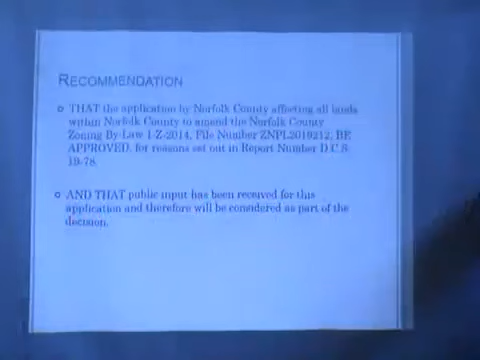 RECOMMENDATION
THAT the application by Norfolk County affecting all lands
within Norfolk County to amend the Norfolk County
Zoning By-Law 1-Z-2014, File Number ZNPL2019212, BE
APPROVED, for reasons set out in Report Number D.C.S.
19-78.
AND THAT public input has been received for this
application and therefore will be considered as part of the
decision.